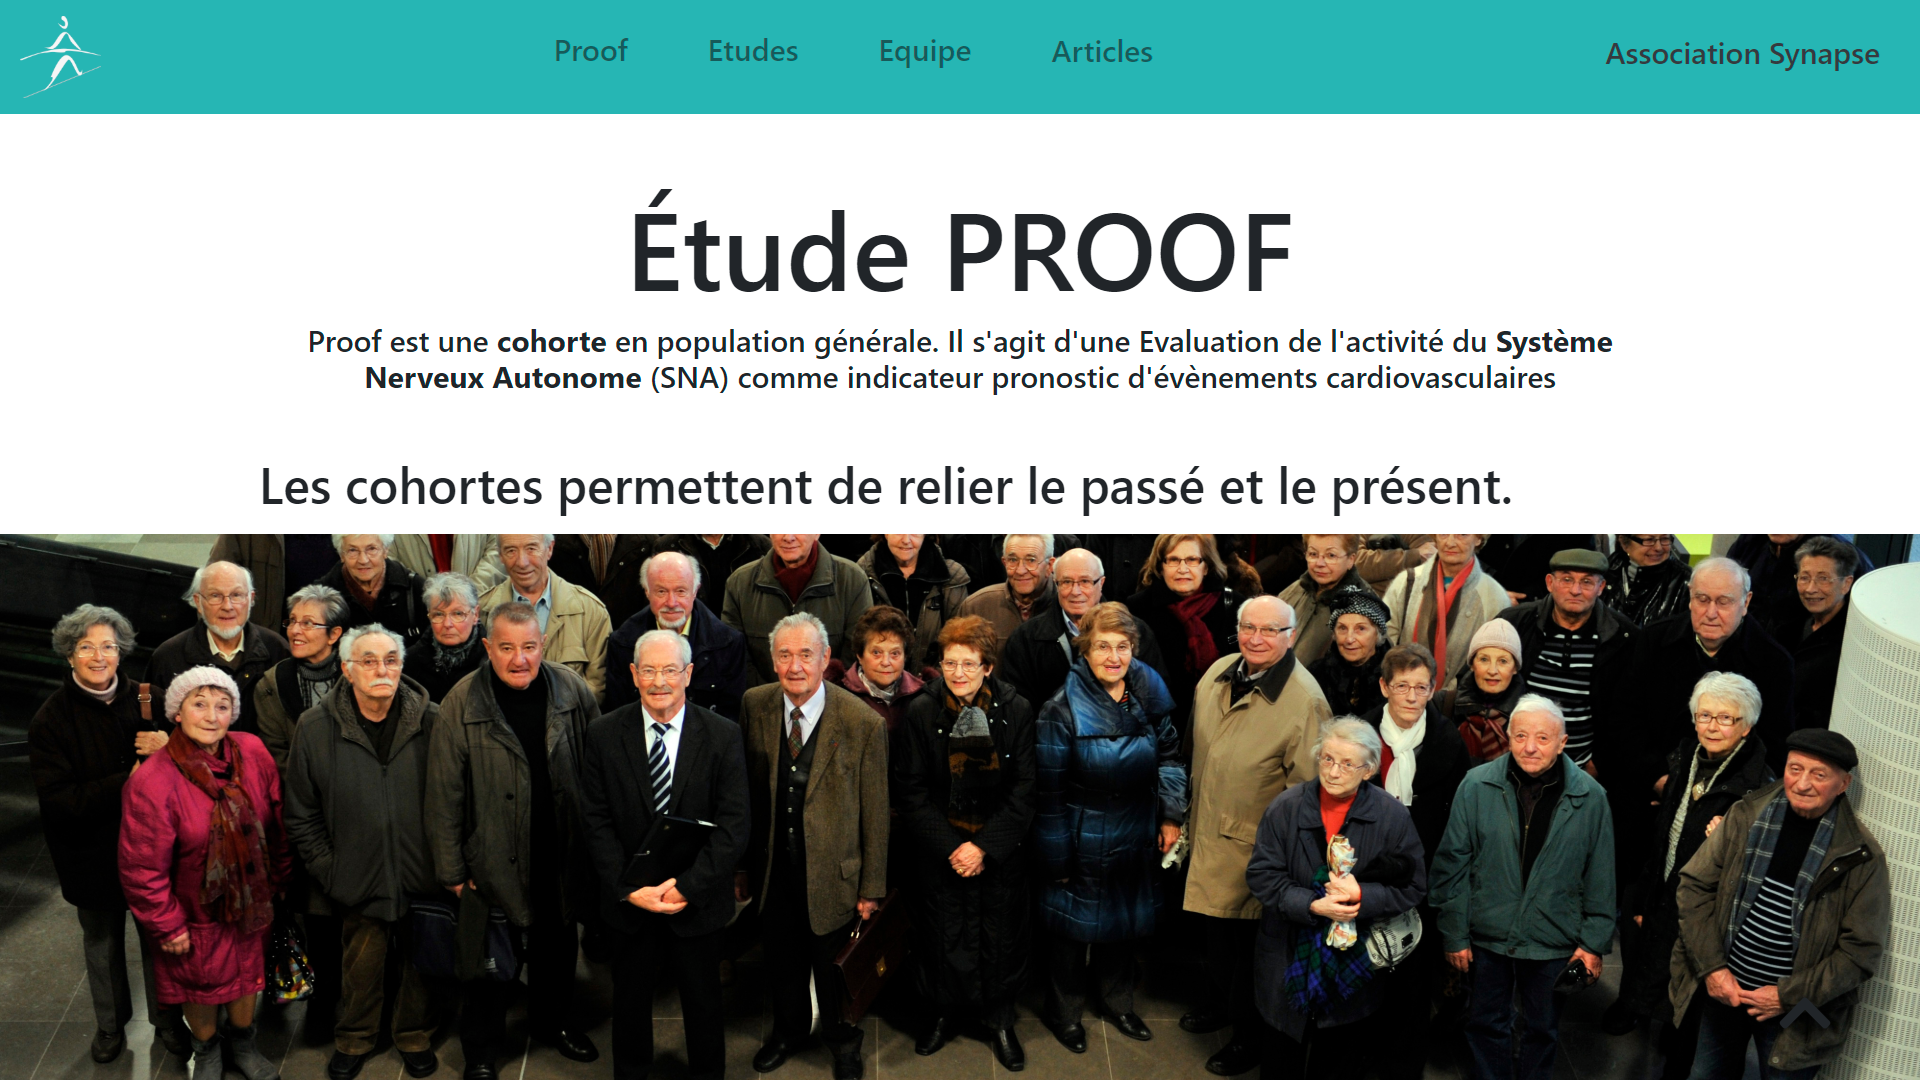 Proof Etudes Equipe Articles Association Synapse
Étude PROOF
Proof est une cohorte en population générale. Il s'agit d'une Evaluation de l'activité du Système
Nerveux Autonome (SNA) comme indicateur pronostic d'évènements cardiovasculaires
Les cohortes permettent de relier le passé et le présent.